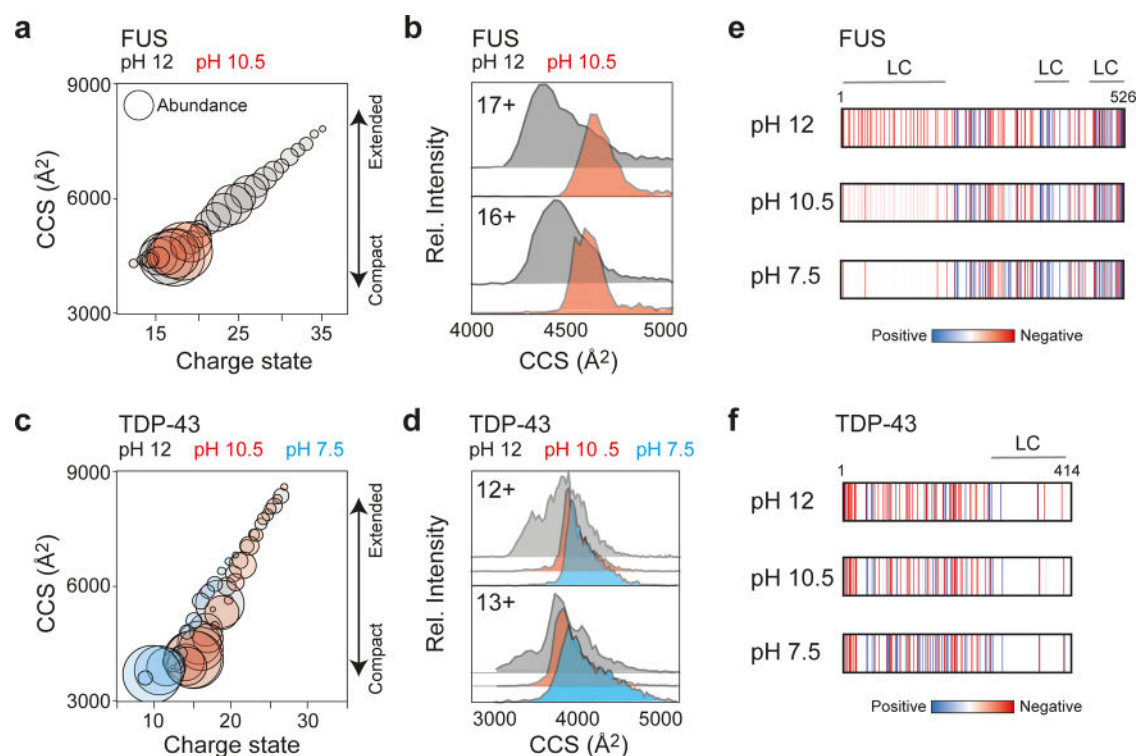 a
FUS
pH 12 pH 10.5
9000
6000
3000
CCS (Å²)
Abundance
Extended
Compact
15 20 25 30 35
Charge state
b
FUS
pH 12 pH 10.5
17+
16+
Rel. Intensity
4000 4500 5000
CCS (Å²)
e
FUS
LC LC LC
1 526
pH 12
pH 10.5
pH 7.5
Positive Negative
c
TDP-43
pH 12 pH 10.5 pH 7.5
9000
6000
3000
CCS (Å²)
Extended
Compact
10 20 30
Charge state
d
TDP-43
pH 12 pH 10 .5 pH 7.5
12+
13+
Rel. Intensity
3000 4000 5000
CCS (Å²)
f
TDP-43
LC
1 414
pH 12
pH 10.5
pH 7.5
Positive Negative